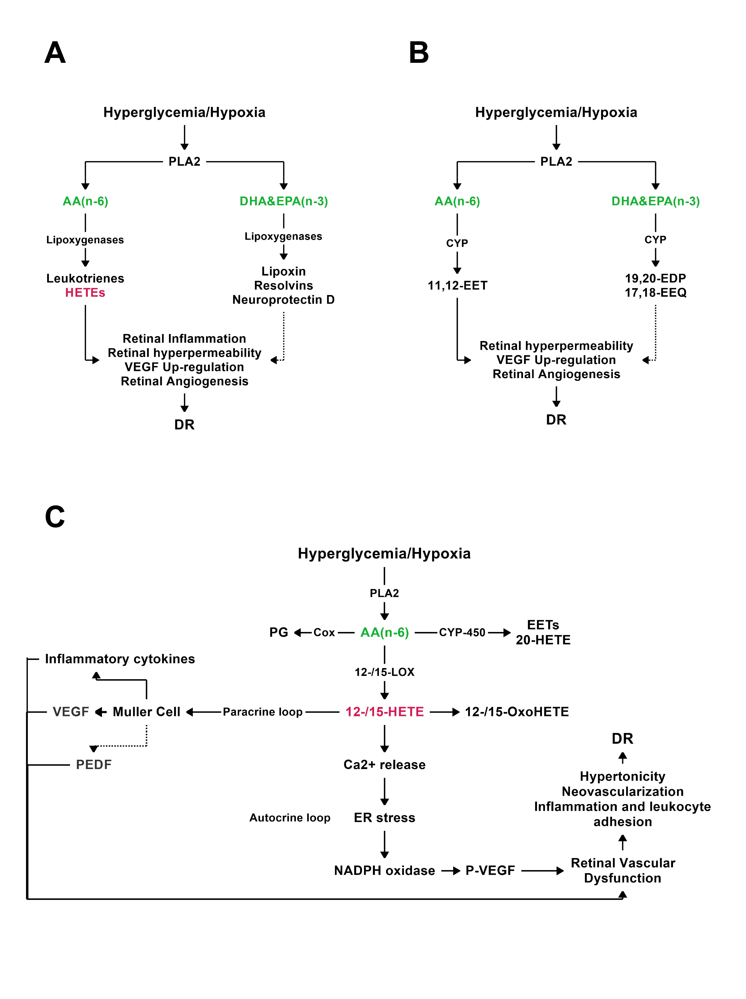 A
Hyperglycemia/Hypoxia
PLA2
AA(n-6)
DHA&EPA(n-3)
Lipoxygenases
Lipoxygenases
Leukotrienes
HETEs
Lipoxin
Resolvins
Neuroprotectin D
Retinal Inflammation
Retinal hyperpermeability
VEGF Up-regulation
Retinal Angiogenesis
DR
B
Hyperglycemia/Hypoxia
PLA2
AA(n-6)
DHA&EPA(n-3)
CYP
CYP
11,12-EET
19,20-EDP
17,18-EEQ
Retinal hyperpermeability
VEGF Up-regulation
Retinal Angiogenesis
DR
C
Hyperglycemia/Hypoxia
PLA2
PG
Cox
AA(n-6)
CYP-450
EETs
20-HETE
Inflammatory cytokines
12-/15-LOX
VEGF
Muller Cell
Paracrine loop
12-/15-HETE
12-/15-OxoHETE
PEDF
Ca2+ release
Autocrine loop
ER stress
NADPH oxidase
P-VEGF
Retinal Vascular
Dysfunction
Hypertonicity
Neovascularization
Inflammation and leukocyte
adhesion
DR